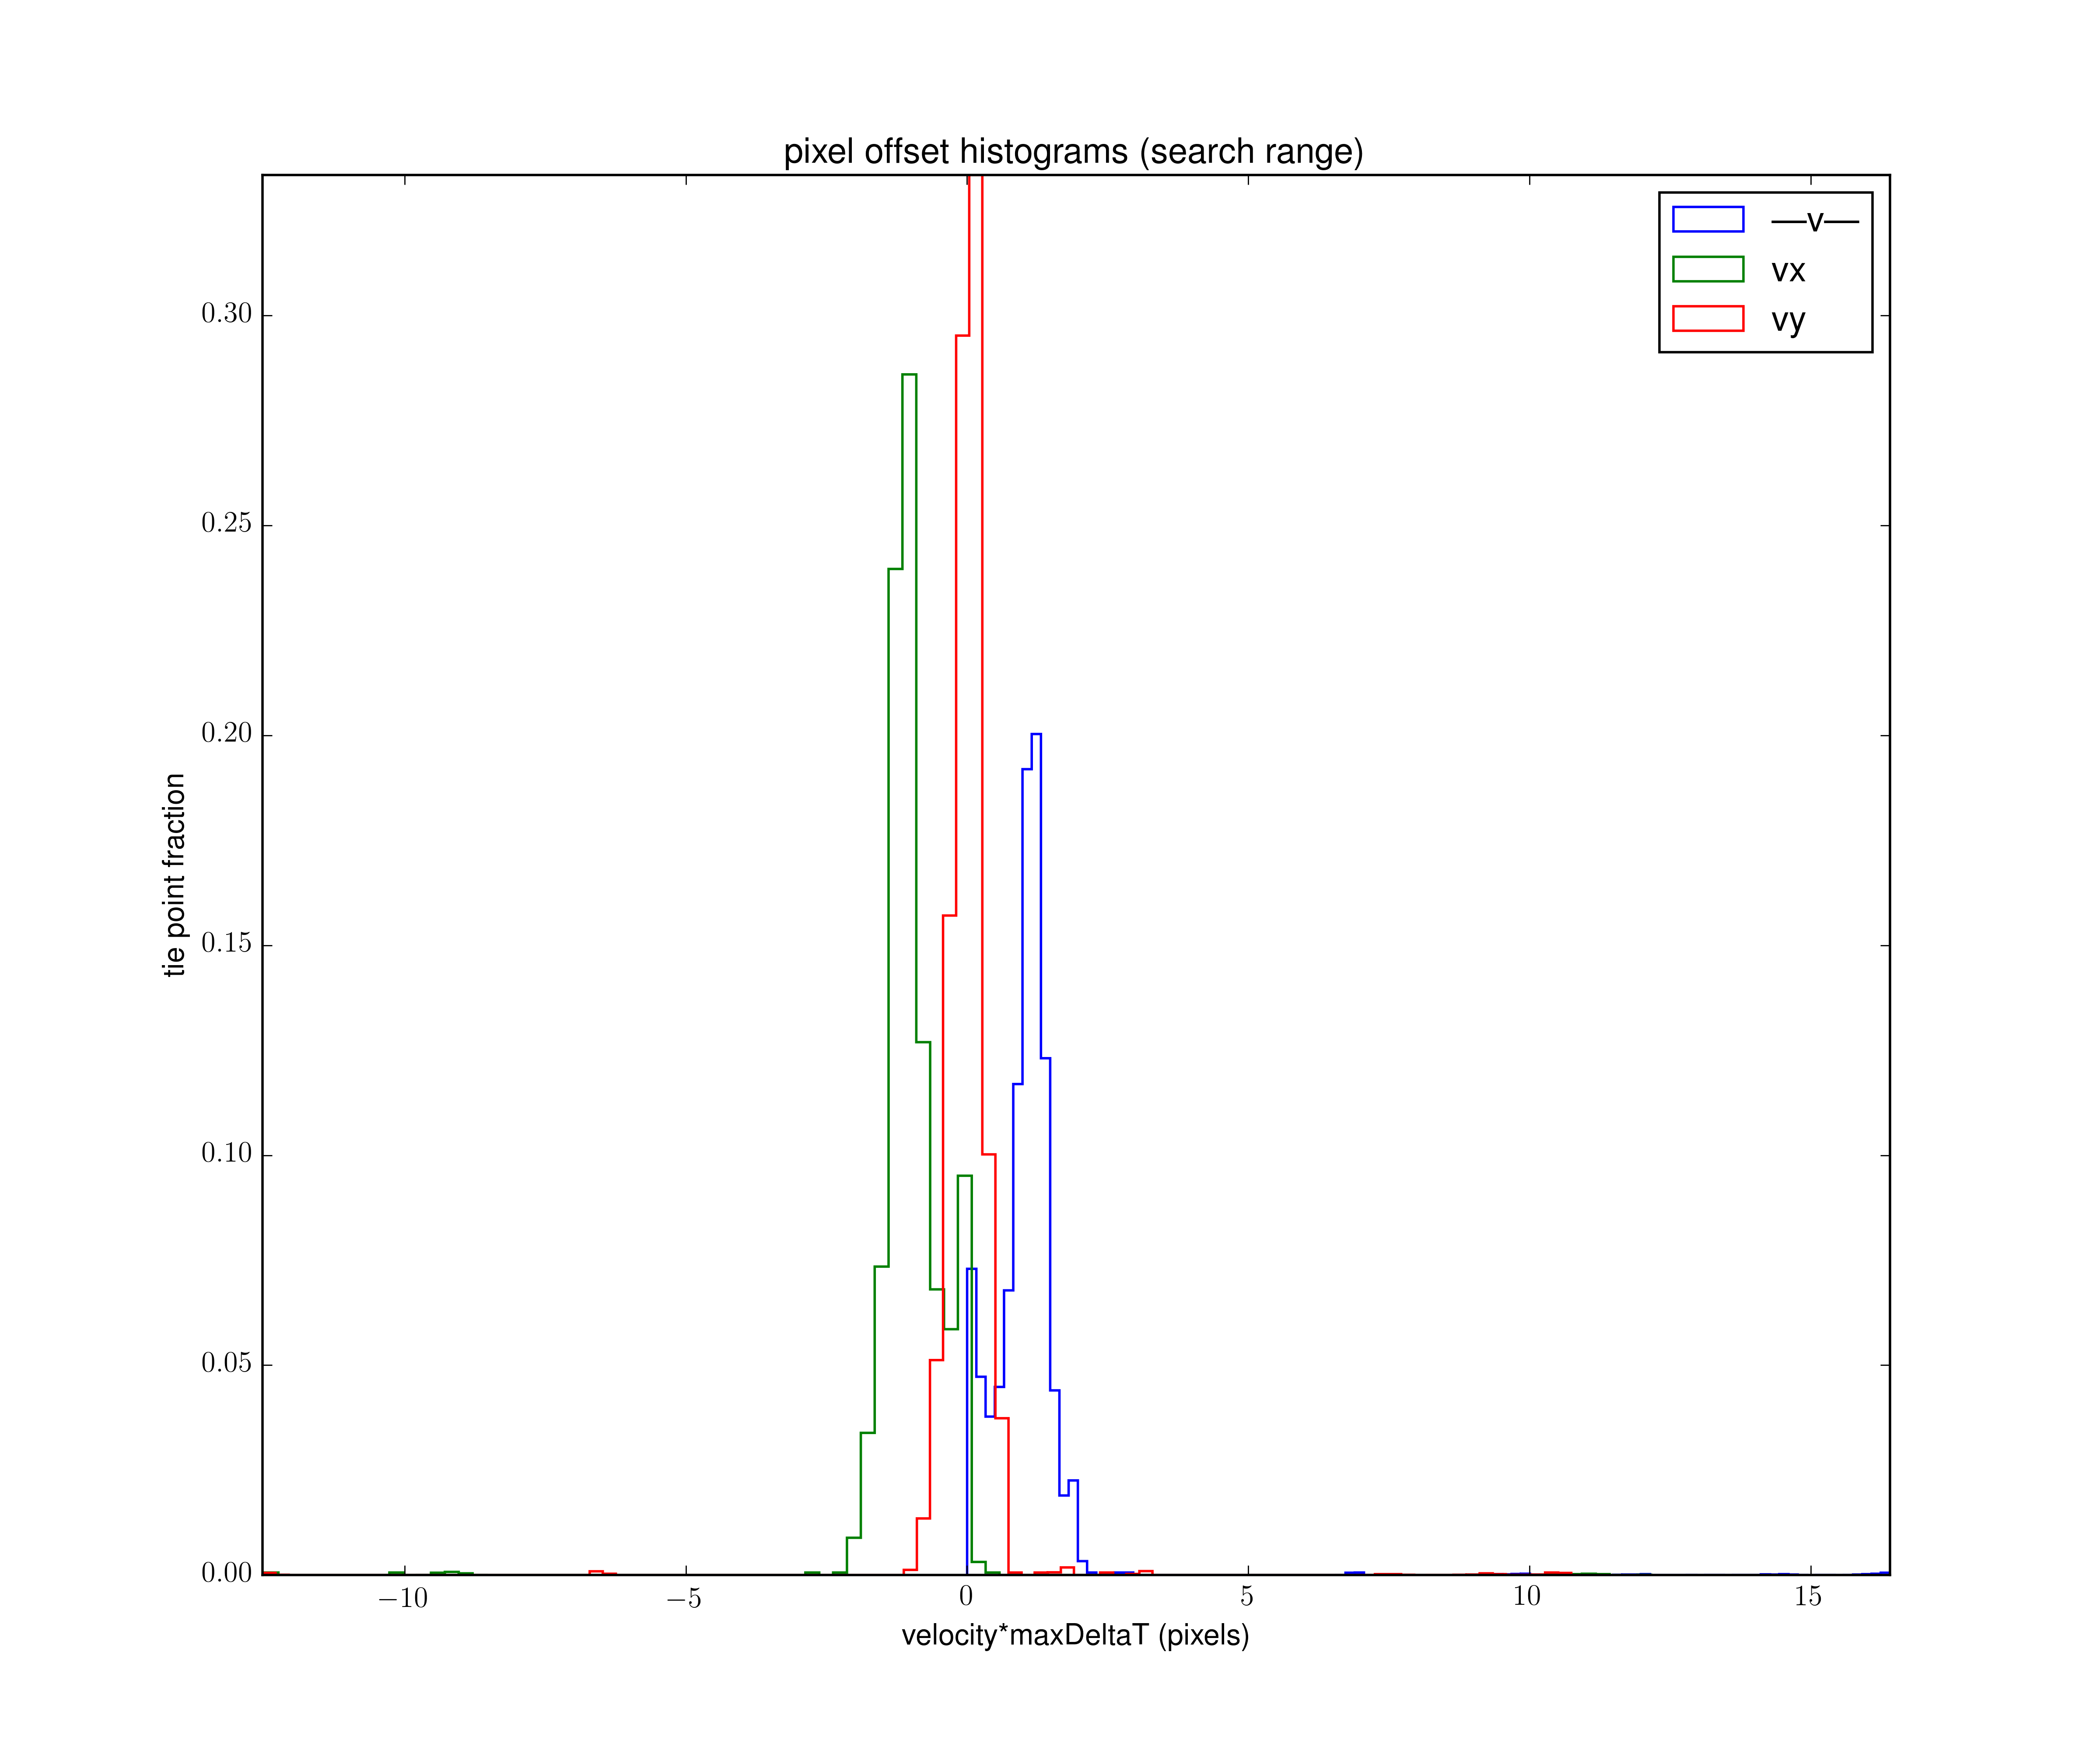 pixel offset histograms (search range)
—v—
vx
vy
0.30
0.25
0.20
0.15
0.10
0.05
0.00
tie point fraction
−10
−5
0
5
10
15
velocity*maxDeltaT (pixels)